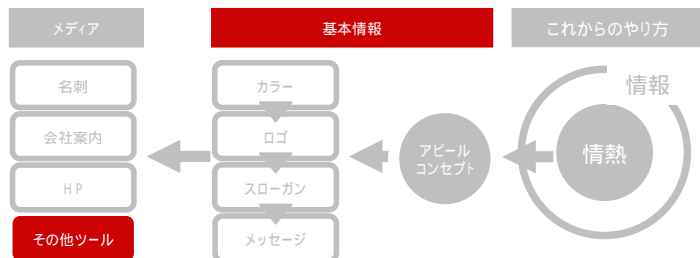 メディア
基本情報
これからのやり方
名刺
会社案内
HP
その他ツール
カラー
ロゴ
スローガン
メッセージ
アピール
コンセプト
情報
情熱